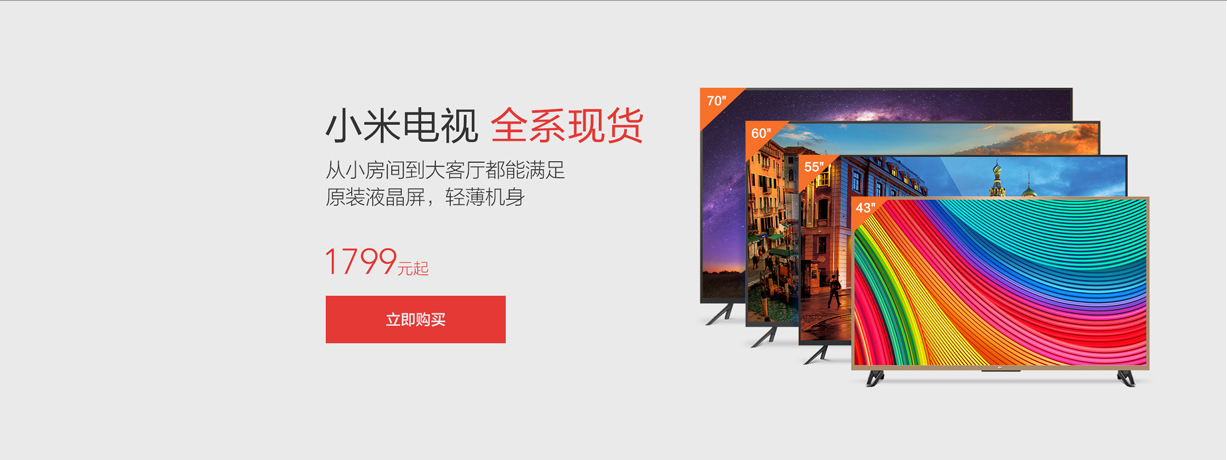 小米电视 全系现货
从小房间到大客厅都能满足
原装液晶屏，轻薄机身
1799元起
立即购买
70"
60"
55"
43"